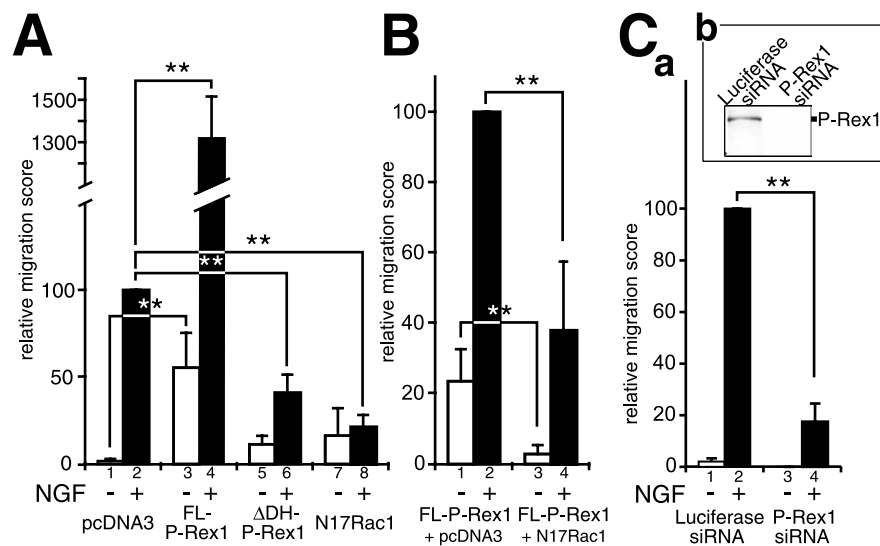 A
relative migration score
1500
1300
100
50
0
**
**
**
**
1 2 3 4 5 6 7 8
NGF - + - + - + - +
pcDNA3
FL-
P-Rex1
ΔDH-
P-Rex1
N17Rac1
B
relative migration score
100
80
60
40
20
0
**
**
1 2 3 4
- + - +
FL-P-Rex1
+ pcDNA3
FL-P-Rex1
+ N17Rac1
C
a
b
Luciferase
siRNA
P-Rex1
siRNA
P-Rex1
relative migration score
100
80
60
40
20
0
**
1 2 3 4
NGF - + - +
Luciferase
siRNA
P-Rex1
siRNA